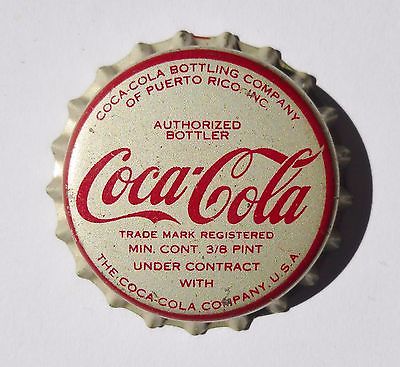 COCA-COLA BOTTLING COMPANY
OF PUERTO RICO, INC.
AUTHORIZED
BOTTLER
Coca-Cola
TRADE MARK REGISTERED
MIN. CONT. 3/8 PINT
UNDER CONTRACT
WITH
THE COCA-COLA COMPANY, U.S.A.